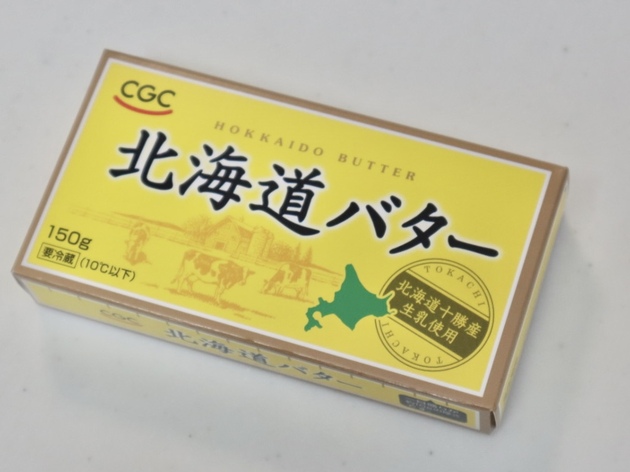 CGC
HOKKAIDO BUTTER
北海道バター
150g
要冷蔵 (10℃以下)
TOKACHI
北海道十勝産
生乳使用
TOKACHI
CGC
北海道バター